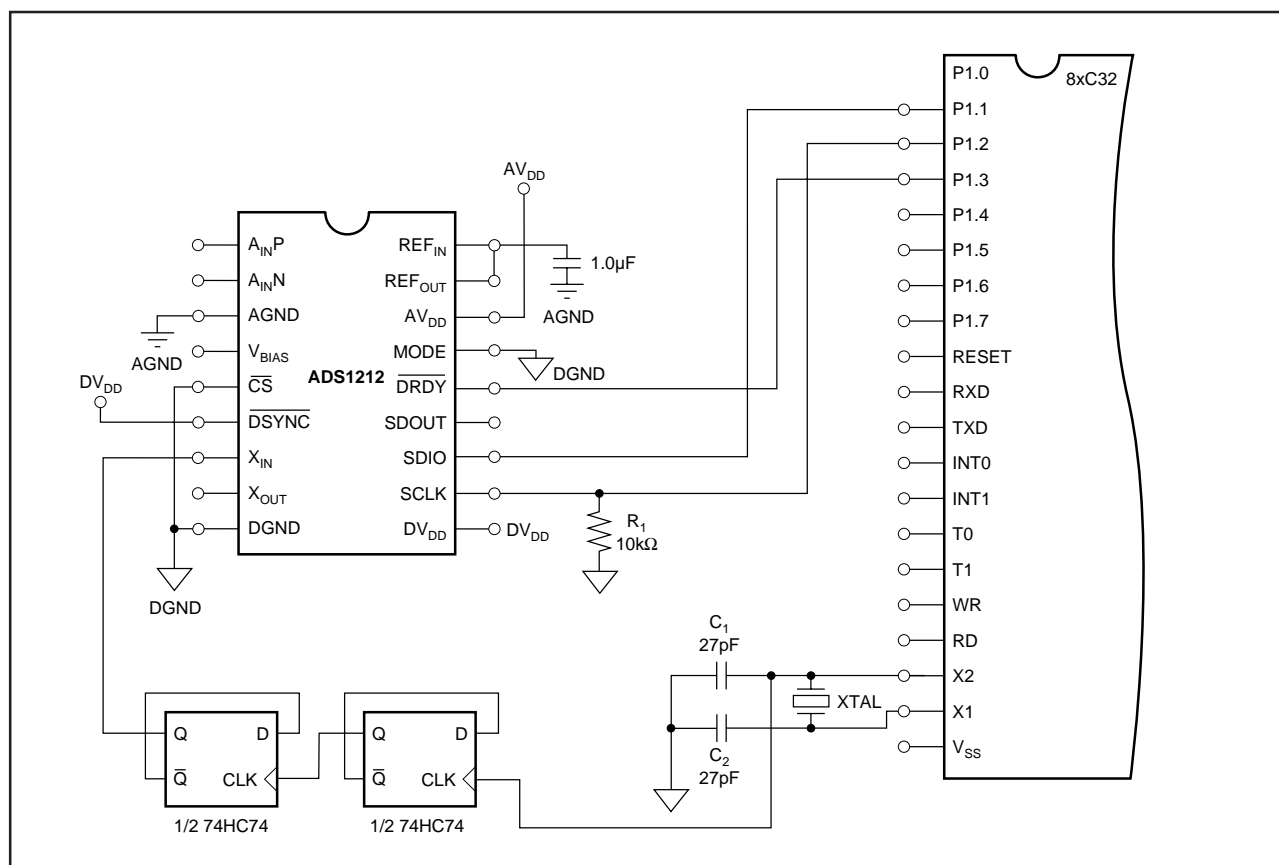 8xC32
P1.0
P1.1
P1.2
P1.3
P1.4
P1.5
P1.6
P1.7
RESET
RXD
TXD
INT0
INT1
T0
T1
WR
RD
X2
X1
VSS
AVDD
AINP
AINN
AGND
VBIAS
CS
DSYNC
XIN
XOUT
DGND
ADS1212
REFIN
REFOUT
AVDD
MODE
DRDY
SDOUT
SDIO
SCLK
DVDD
1.0µF
AGND
AGND
DGND
DVDD
DVDD
R1
10kΩ
DGND
C1
27pF
XTAL
C2
27pF
Q
D
Q
CLK
1/2 74HC74
Q
D
Q
CLK
1/2 74HC74